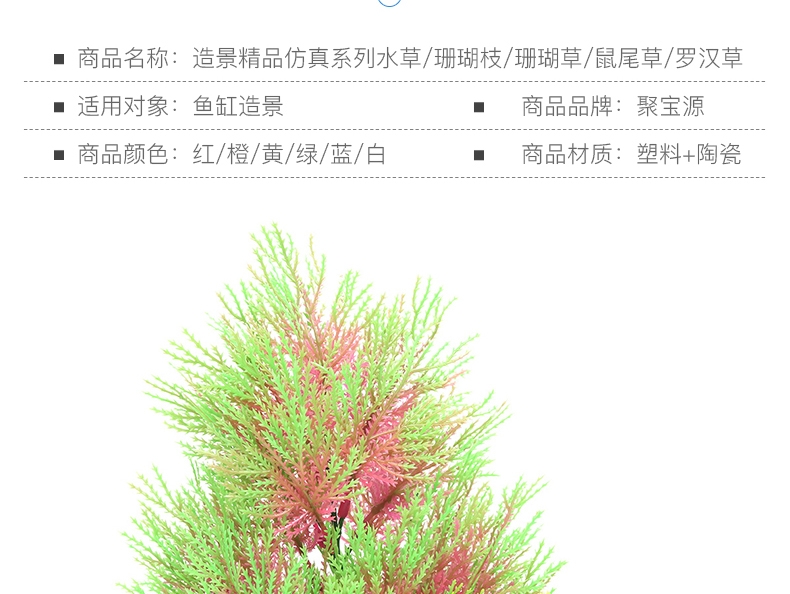 ■ 商品名称：造景精品仿真系列水草/珊瑚枝/珊瑚草/鼠尾草/罗汉草
■ 适用对象：鱼缸造景 ■ 商品品牌：聚宝源
■ 商品颜色：红/橙/黄/绿/蓝/白 ■ 商品材质：塑料+陶瓷